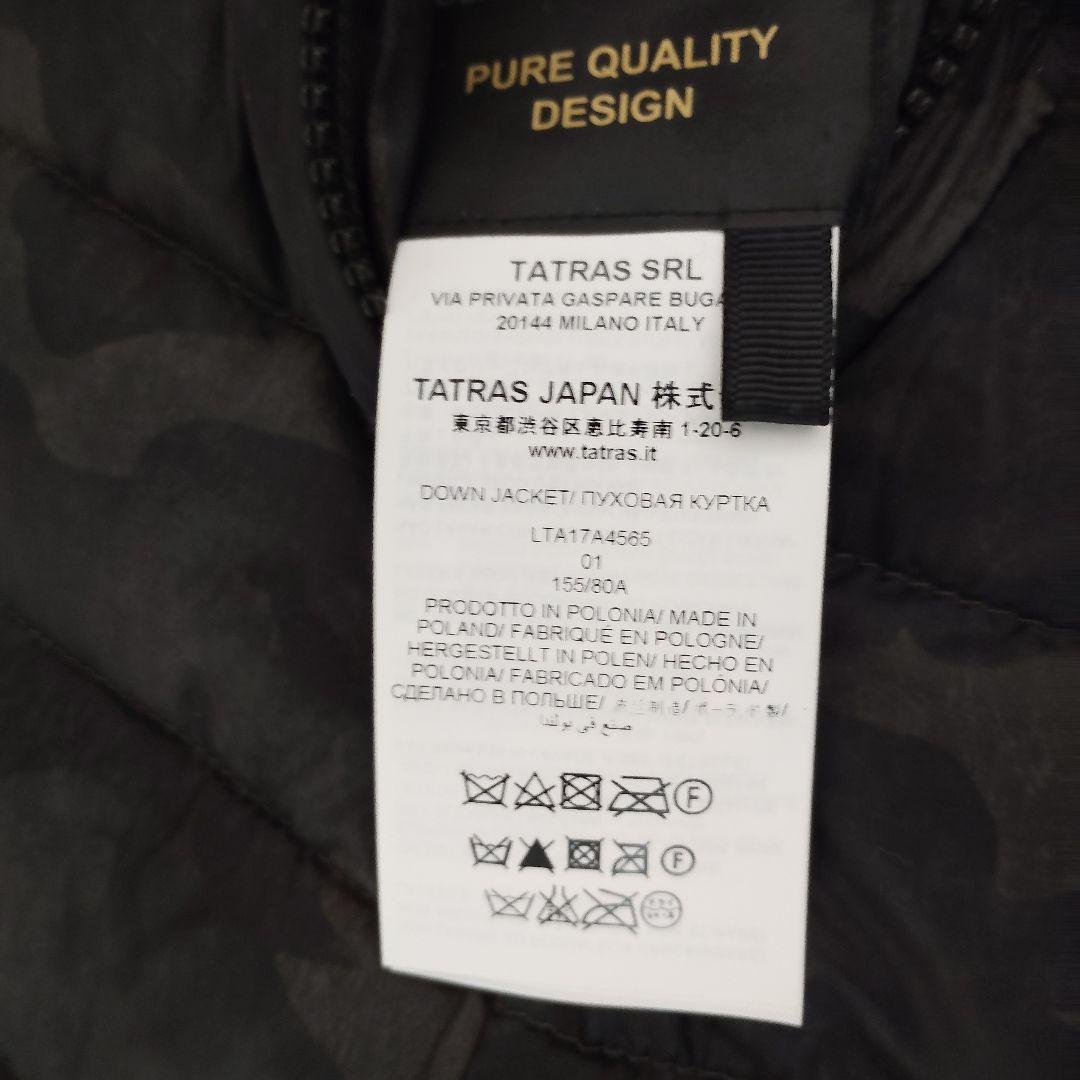 PURE QUALITY
DESIGN
TATRAS SRL
VIA PRIVATA GASPARE
20144 MILANO ITALY
TATRAS JAPAN 株式
東京都渋谷区恵比寿南 1-20-6
www.tatras.it
DOWN JACKET/ ПУХОВАЯ КУРТКА
LTA17A4565
01
155/80A
PRODOTTO IN POLONIA/ MADE IN
POLAND/ FABRIQUÉ EN POLOGNE/
HERGESTELLT IN POLEN/ HECHO EN
POLONIA/ FABRICADO EM POLÓNIA/
СДЕЛАНО В ПОЛЬШЕ/
صنع في بولندا
F
F